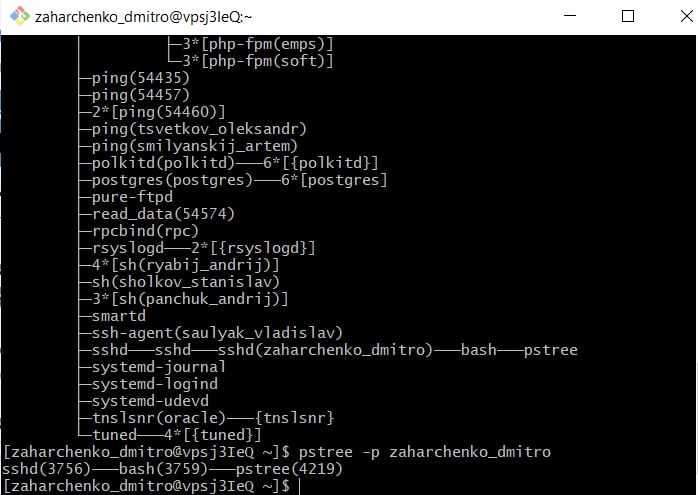 zaharchenko_dmitro@vpsj3IeQ:~
│         ├─3*[php-fpm(emps)]
│         └─3*[php-fpm(soft)]
├─ping(54435)
├─ping(54457)
├─2*[ping(54460)]
├─ping(tsvetkov_oleksandr)
├─ping(smilyanskij_artem)
├─polkitd(polkitd)───6*[{polkitd}]
├─postgres(postgres)───6*[postgres]
├─pure-ftpd
├─read_data(54574)
├─rpcbind(rpc)
├─rsyslogd───2*[{rsyslogd}]
├─4*[sh(ryabij_andrij)]
├─sh(sholkov_stanislav)
├─3*[sh(panchuk_andrij)]
├─smartd
├─ssh-agent(saulyak_vladislav)
├─sshd───sshd───sshd(zaharchenko_dmitro)───bash───pstree
├─systemd-journal
├─systemd-logind
├─systemd-udevd
├─tnslsnr(oracle)───{tnslsnr}
└─tuned───4*[{tuned}]
[zaharchenko_dmitro@vpsj3IeQ ~]$ pstree -p zaharchenko_dmitro
sshd(3756)───bash(3759)───pstree(4219)
[zaharchenko_dmitro@vpsj3IeQ ~]$